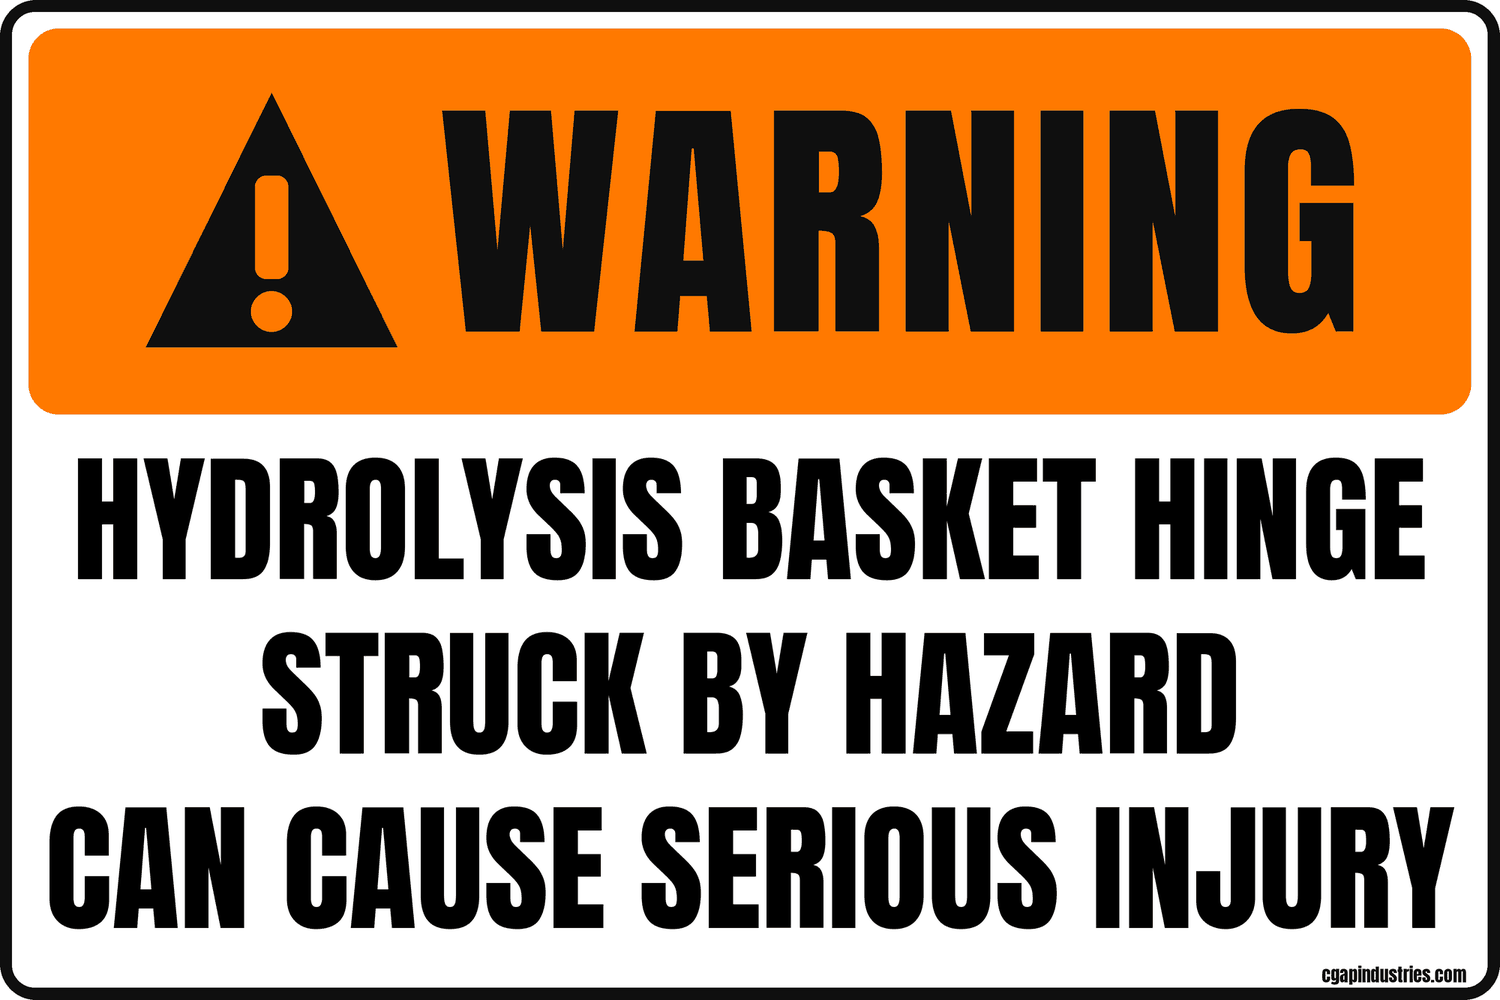 WARNING
HYDROLYSIS BASKET HINGE
STRUCK BY HAZARD
CAN CAUSE SERIOUS INJURY
cgapindustries.com